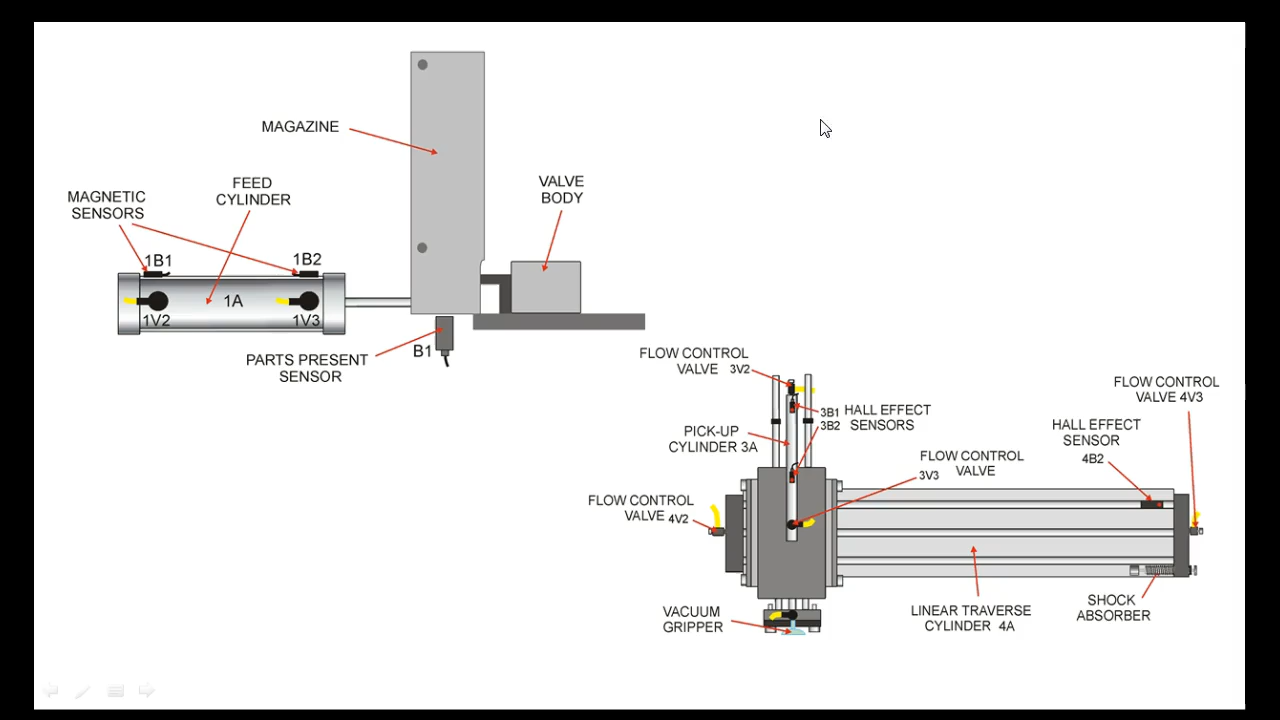 MAGAZINE
FEED
CYLINDER
MAGNETIC
SENSORS
VALVE
BODY
1B1
1B2
1A
1V2
1V3
PARTS PRESENT
SENSOR
B1
FLOW CONTROL
VALVE 3V2
3B1 HALL EFFECT
3B2 SENSORS
PICK-UP
CYLINDER 3A
FLOW CONTROL
VALVE
3V3
FLOW CONTROL
VALVE 4V2
FLOW CONTROL
VALVE 4V3
HALL EFFECT
SENSOR
4B2
VACUUM
GRIPPER
LINEAR TRAVERSE
CYLINDER 4A
SHOCK
ABSORBER